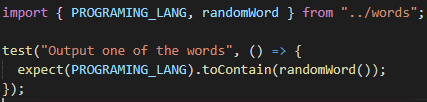 import { PROGRAMING_LANG, randomWord } from "../words";
test("Output one of the words", () => {
  expect(PROGRAMING_LANG).toContain(randomWord());
});